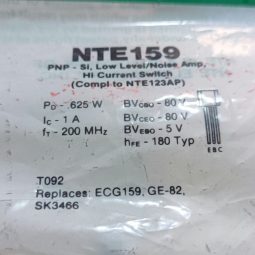 NTE159
PNP - Si, Low Level/Noise Amp,
Hi Current Switch
(Compl to NTE123AP)
PD - .625 W BVCBO - 80 V
IC - 1 A BVCEO - 80 V
fT - 200 MHz BVEBO - 5 V
hFE - 180 Typ
EBC
T092
Replaces: ECG159, GE-82,
SK3466